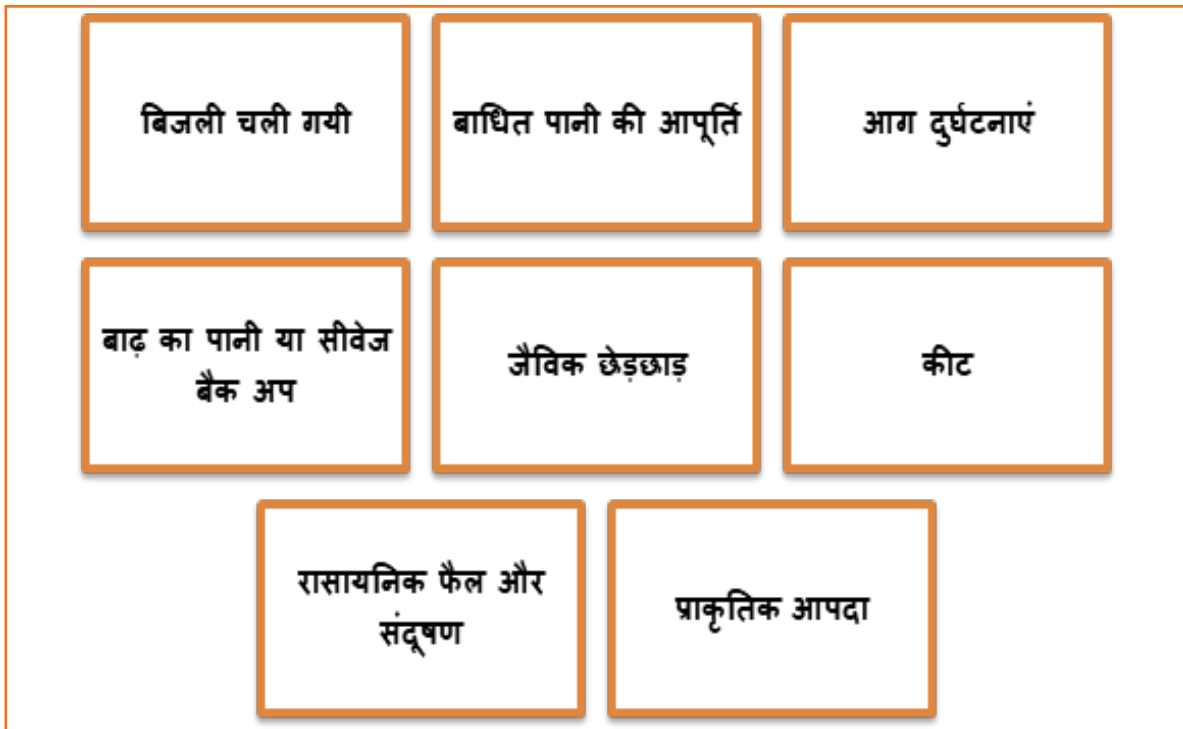 बिजली चली गयी
बाधित पानी की आपूर्ति
आग दुर्घटनाएं
बाढ़ का पानी या सीवेज
बैक अप
जैविक छेड़छाड़
कीट
रासायनिक फैल और
संदूषण
प्राकृतिक आपदा